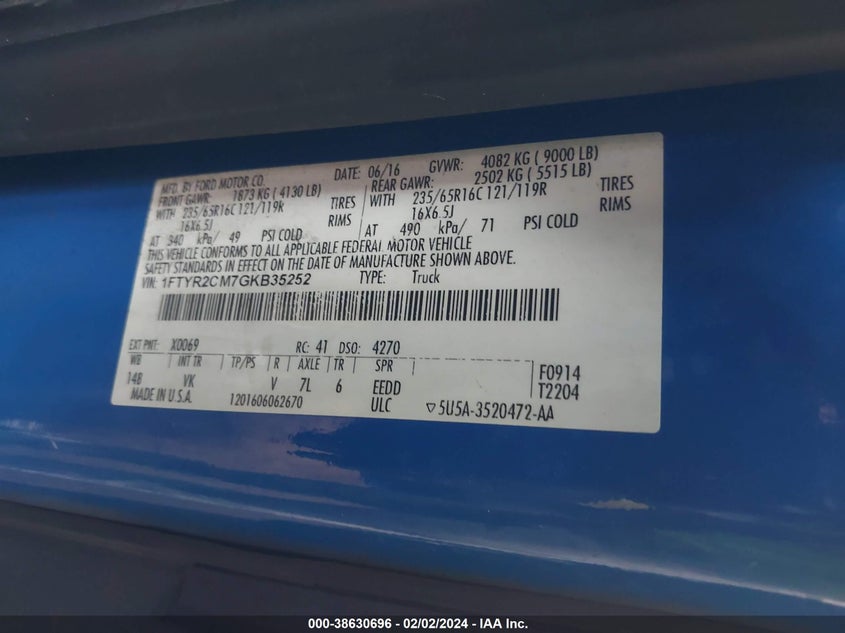 MFD. BY FORD MOTOR CO. DATE: 06/16 GVWR: 4082 KG ( 9000 LB)
FRONT GAWR: 1873 KG ( 4130 LB) REAR GAWR: 2502 KG ( 5515 LB)
WITH 235/65R16C 121/119R TIRES WITH 235/65R16C 121/119R TIRES
16X6.5J RIMS 16X6.5J RIMS
AT 340 kPa/ 49 PSI COLD AT 490 kPa/ 71 PSI COLD
THIS VEHICLE CONFORMS TO ALL APPLICABLE FEDERAL MOTOR VEHICLE
SAFETY STANDARDS IN EFFECT ON THE DATE OF MANUFACTURE SHOWN ABOVE.
VIN: 1FTYR2CM7GKB35252 TYPE: Truck
EXT PNT: XD069 RC: 41 DSO: 4270
WB INT TR TP/PS R AXLE TR SPR F0914
148 VK V 7L 6 EEDD T2204
MADE IN U.S.A. 1201606062670 ULC ▽5U5A-3520472-AA
000-38630696 - 02/02/2024 - IAA Inc.